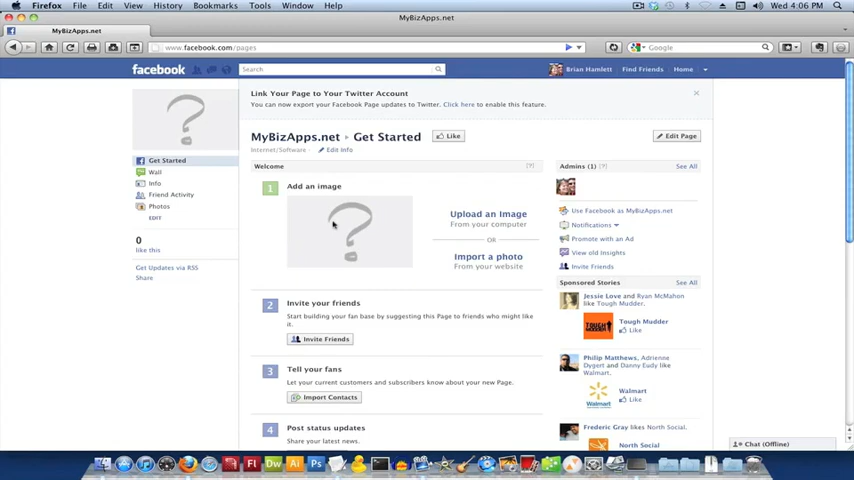 Firefox File Edit View History Bookmarks Tools Window Help
Wed 4:06 PM
MyBizApps.net
MyBizApps.net
www.facebook.com/pages
Google
facebook
Search
Brian Hamlett Find Friends Home
Link Your Page to Your Twitter Account
You can now export your Facebook Page updates to Twitter. Click here to enable this feature.
MyBizApps.net ▸ Get Started
Like
Edit Page
Internet/Software · Edit Info
Get Started
Wall
Info
Friend Activity
Photos
EDIT
0
like this
Get Updates via RSS
Share
Welcome [?]
1 Add an image
Upload an Image
From your computer
OR
Import a photo
From your website
2 Invite your friends
Start building your fan base by suggesting this Page to friends who might like
it.
Invite Friends
3 Tell your fans
Let your current customers and subscribers know about your new Page.
Import Contacts
4 Post status updates
Share your latest news.
Admins (1) [?] See All
Use Facebook as MyBizApps.net
Notifications
Promote with an Ad
View old Insights
Invite Friends
Sponsored Stories See All
Jessie Love and Ryan McMahon
like Tough Mudder.
TOUGH
MUDDER
Tough Mudder
Like
Philip Matthews, Adrienne
Dygert and Danny Eudy like
Walmart.
Walmart
Walmart
Like
Frederic Gray likes North Social.
North Social
Chat (Offline)
Fl
Dw
Ai
Ps